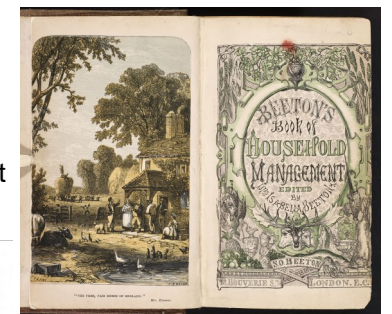 t
"THE FREE, FAIR HOMES OF ENGLAND."
BEETON'S
Book of
HOUSEHOLD
MANAGEMENT
EDITED
BY
MRS ISABELLA BEETON
S.O. BEETON
BOUVERIE ST. LONDON, E.C.